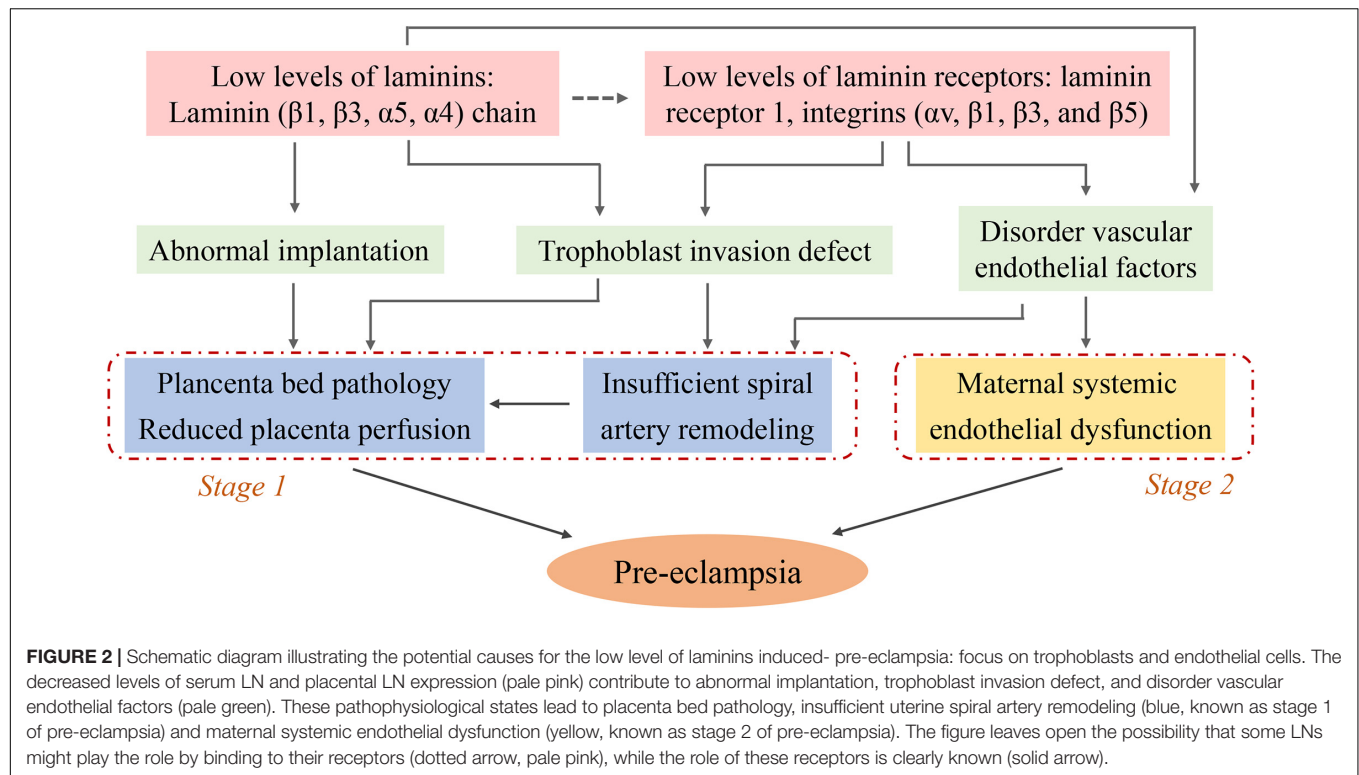 Low levels of laminins:
Laminin (β1, β3, α5, α4) chain
Low levels of laminin receptors: laminin
receptor 1, integrins (αv, β1, β3, and β5)
Abnormal implantation
Trophoblast invasion defect
Disorder vascular
endothelial factors
Plancenta bed pathology
Reduced placenta perfusion
Insufficient spiral
artery remodeling
Maternal systemic
endothelial dysfunction
Stage 1
Stage 2
Pre-eclampsia
FIGURE 2 | Schematic diagram illustrating the potential causes for the low level of laminins induced- pre-eclampsia: focus on trophoblasts and endothelial cells. The
decreased levels of serum LN and placental LN expression (pale pink) contribute to abnormal implantation, trophoblast invasion defect, and disorder vascular
endothelial factors (pale green). These pathophysiological states lead to placenta bed pathology, insufficient uterine spiral artery remodeling (blue, known as stage 1
of pre-eclampsia) and maternal systemic endothelial dysfunction (yellow, known as stage 2 of pre-eclampsia). The figure leaves open the possibility that some LNs
might play the role by binding to their receptors (dotted arrow, pale pink), while the role of these receptors is clearly known (solid arrow).